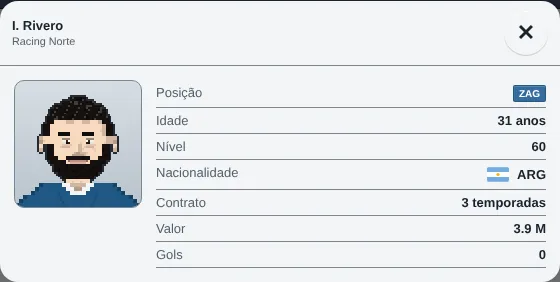 I. Rivero
Racing Norte
Posição ZAG
Idade 31 anos
Nível 60
Nacionalidade ARG
Contrato 3 temporadas
Valor 3.9 M
Gols 0